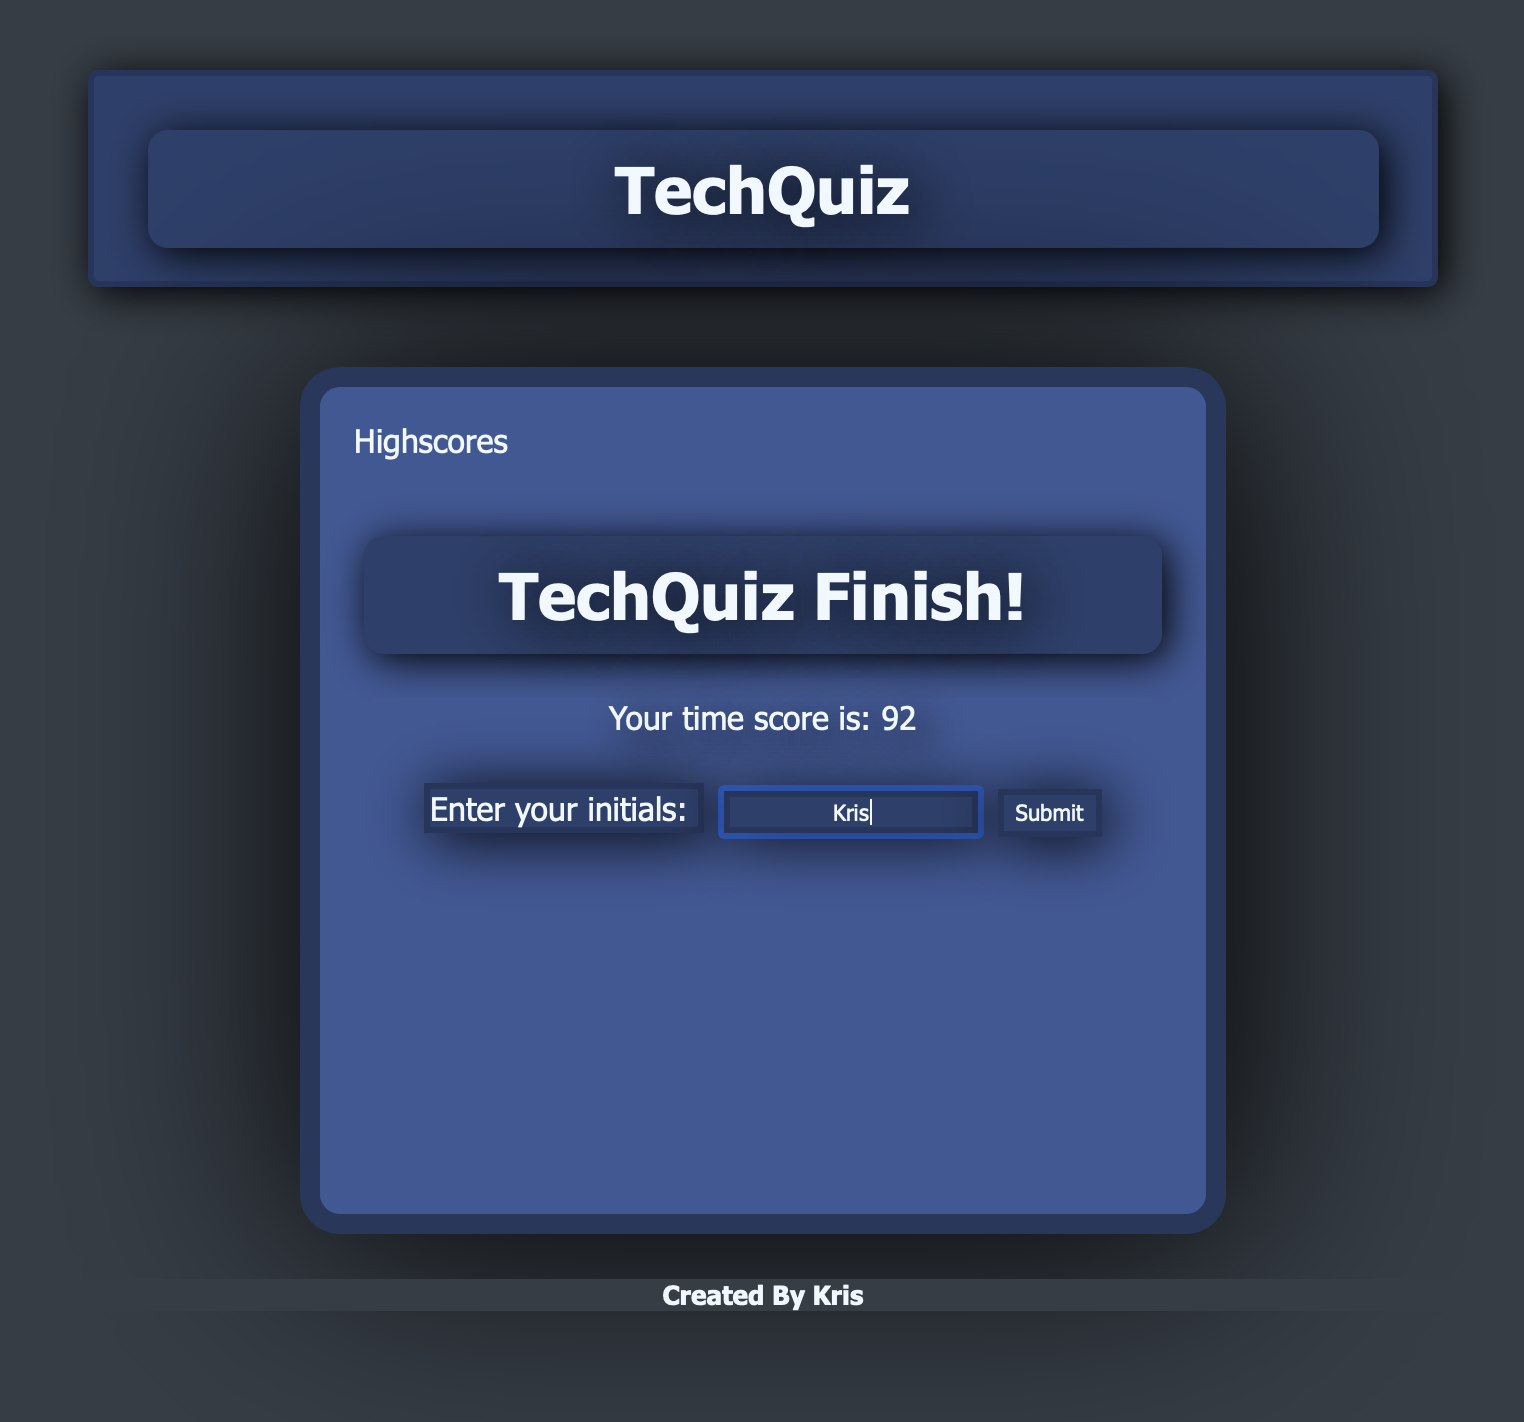 TechQuiz
Highscores
TechQuiz Finish!
Your time score is: 92
Enter your initials: Kris Submit
Created By Kris